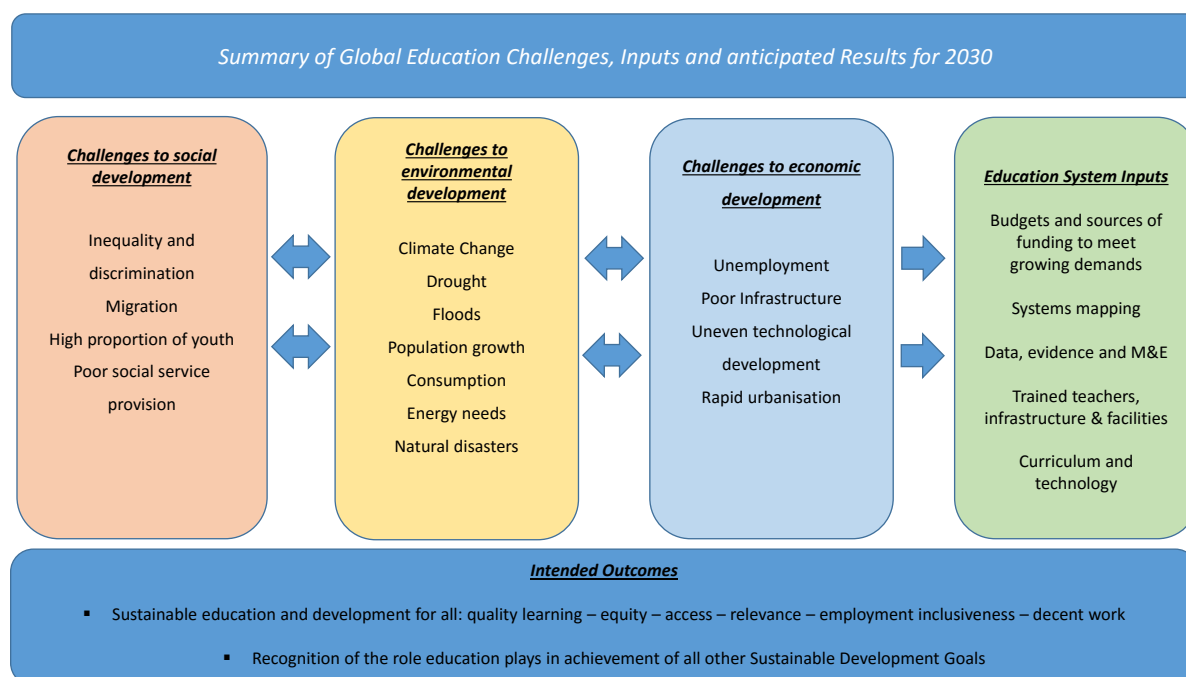 Summary of Global Education Challenges, Inputs and anticipated Results for 2030
Challenges to social
development
Inequality and
discrimination
Migration
High proportion of youth
Poor social service
provision
Challenges to
environmental
development
Climate Change
Drought
Floods
Population growth
Consumption
Energy needs
Natural disasters
Challenges to economic
development
Unemployment
Poor Infrastructure
Uneven technological
development
Rapid urbanisation
Education System Inputs
Budgets and sources of
funding to meet
growing demands
Systems mapping
Data, evidence and M&E
Trained teachers,
infrastructure & facilities
Curriculum and
technology
Intended Outcomes
▪ Sustainable education and development for all: quality learning – equity – access – relevance – employment inclusiveness – decent work
▪ Recognition of the role education plays in achievement of all other Sustainable Development Goals